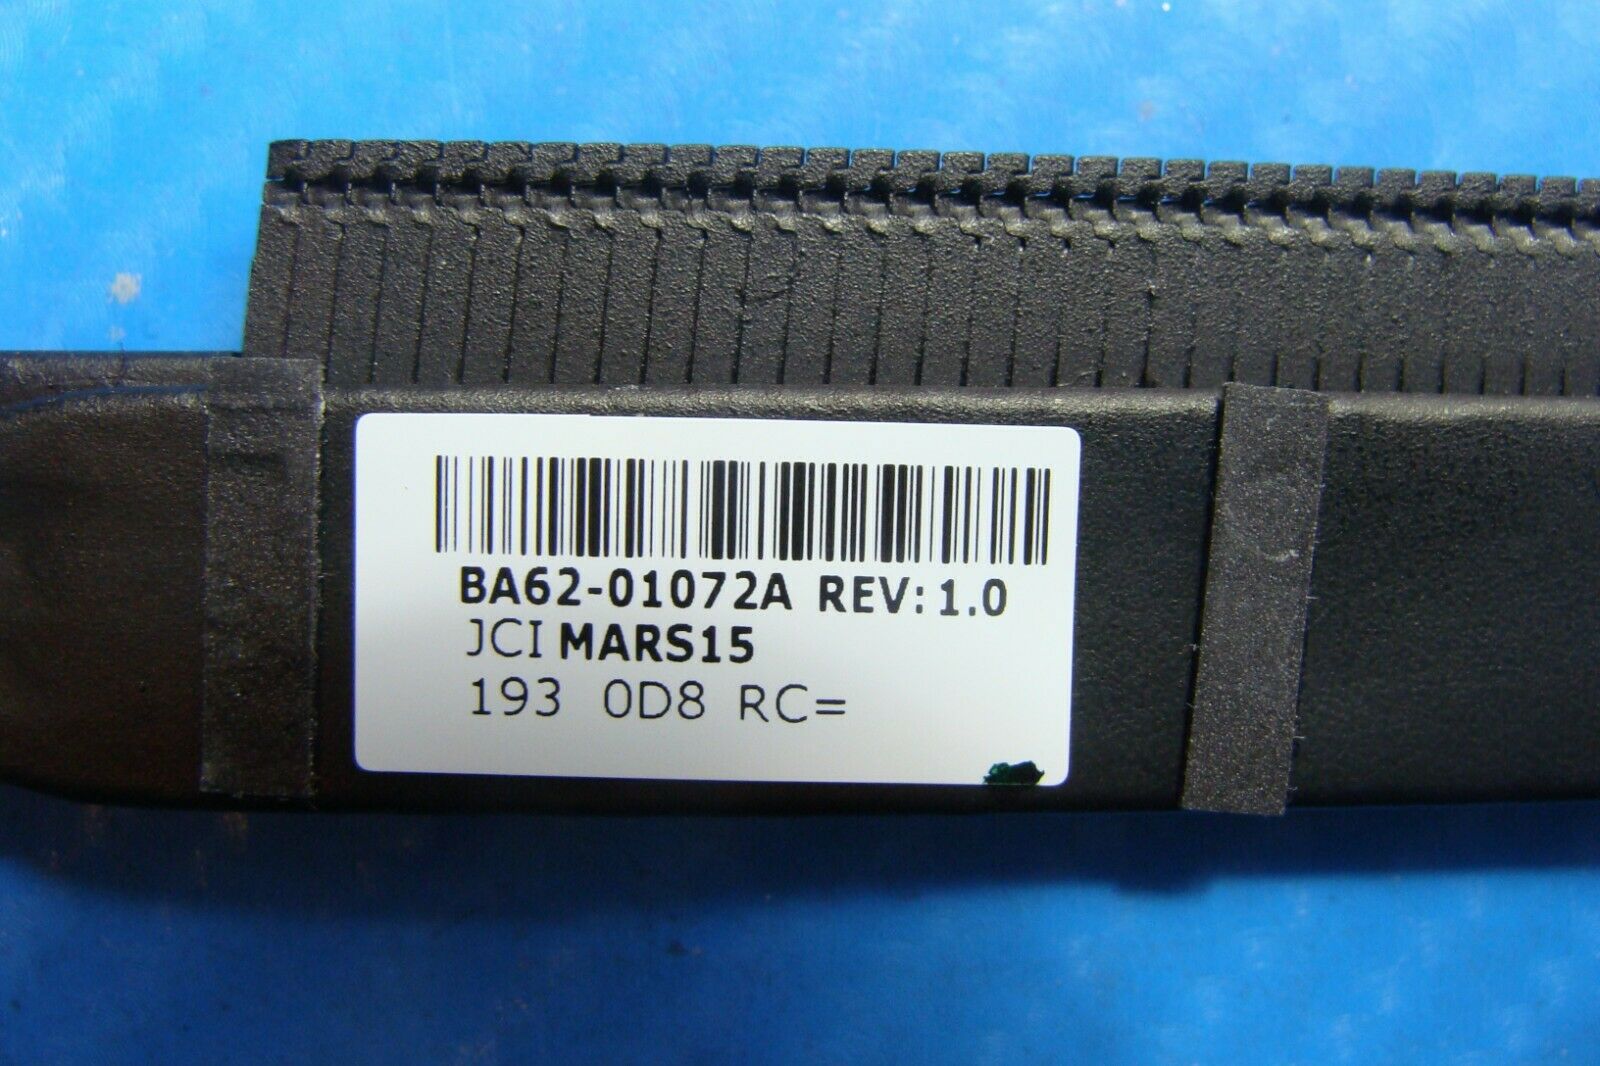 BA62-01072A REV: 1.0
JCI MARS15
193 0D8 RC=